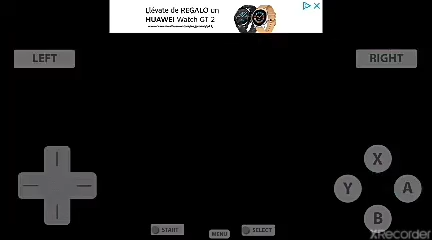 Llévate de REGALO un
HUAWEI Watch GT 2
LEFT
RIGHT
X
Y
A
B
START
MENU
SELECT
XRecorder